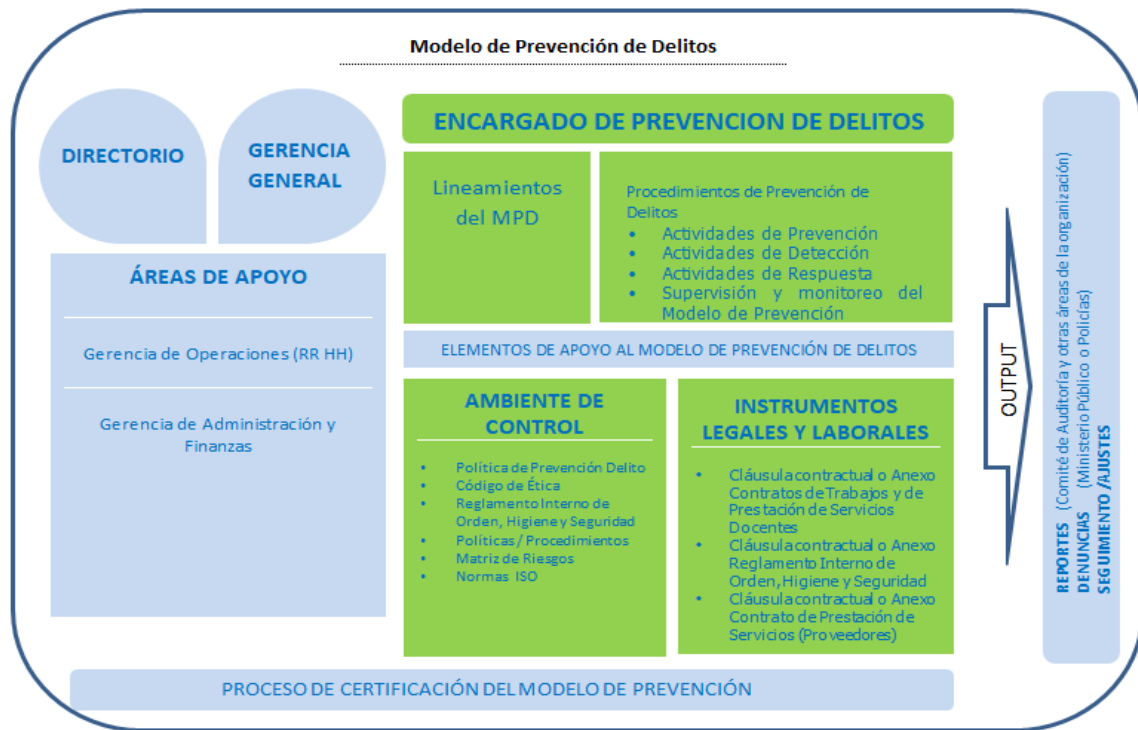 Modelo de Prevención de Delitos
DIRECTORIO
GERENCIA
GENERAL
ÁREAS DE APOYO
Gerencia de Operaciones (RR HH)
Gerencia de Administración y
Finanzas
ENCARGADO DE PREVENCION DE DELITOS
Lineamientos
del MPD
Procedimientos de Prevención de
Delitos
• Actividades de Prevención
• Actividades de Detección
• Actividades de Respuesta
• Supervisión y monitoreo del
Modelo de Prevención
ELEMENTOS DE APOYO AL MODELO DE PREVENCIÓN DE DELITOS
AMBIENTE DE
CONTROL
• Política de Prevención Delito
• Código de Ética
• Reglamento Interno de
Orden, Higiene y Seguridad
• Políticas / Procedimientos
• Matriz de Riesgos
• Normas ISO
INSTRUMENTOS
LEGALES Y LABORALES
• Cláusula contractual o Anexo
Contratos de Trabajos y de
Prestación de Servicios
Docentes
• Cláusula contractual o Anexo
Reglamento Interno de
Orden, Higiene y Seguridad
• Cláusula contractual o Anexo
Contrato de Prestación de
Servicios (Proveedores)
OUTPUT
REPORTES (Comité de Auditoría y otras áreas de la organización)
DENUNCIAS (Ministerio Público o Policías)
SEGUIMIENTO /AJUSTES
PROCESO DE CERTIFICACIÓN DEL MODELO DE PREVENCIÓN